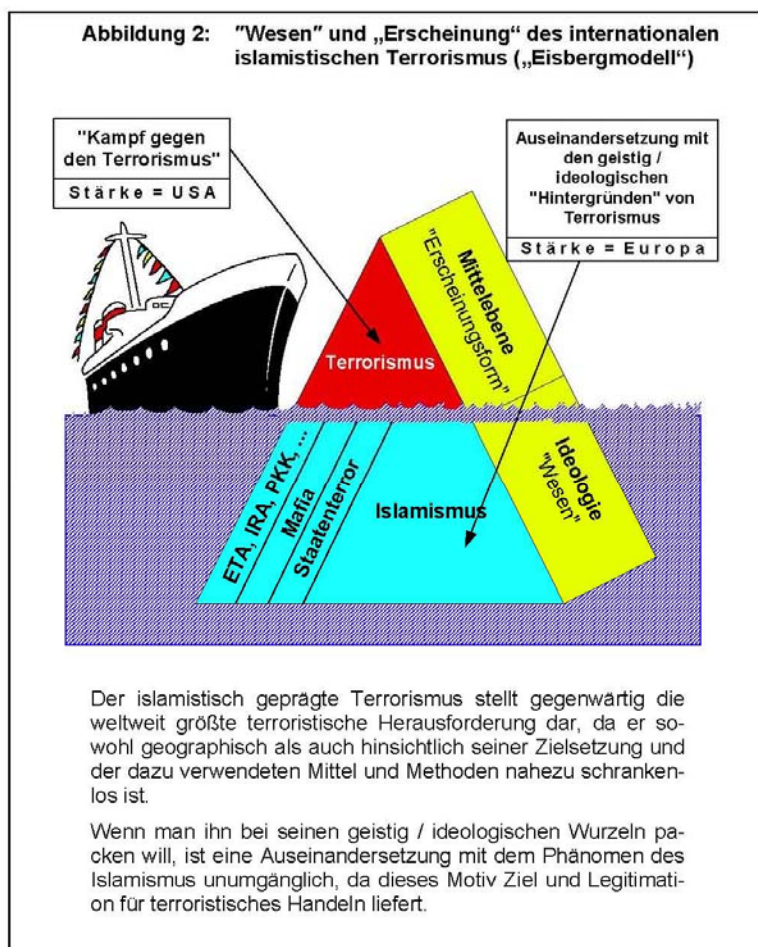 Abbildung 2: "Wesen" und „Erscheinung“ des internationalen
islamistischen Terrorismus („Eisbergmodell“)
"Kampf gegen
den Terrorismus"
Stärke = USA
Auseinandersetzung mit
den geistig /
ideologischen
"Hintergründen" von
Terrorismus
Stärke = Europa
Terrorismus
Mittelebene
"Erscheinungsform"
ETA, IRA, PKK, ...
Mafia
Staatenterror
Islamismus
Ideologie
"Wesen"
Der islamistisch geprägte Terrorismus stellt gegenwärtig die
weltweit größte terroristische Herausforderung dar, da er so-
wohl geographisch als auch hinsichtlich seiner Zielsetzung und
der dazu verwendeten Mittel und Methoden nahezu schranken-
los ist.
Wenn man ihn bei seinen geistig / ideologischen Wurzeln pa-
cken will, ist eine Auseinandersetzung mit dem Phänomen des
Islamismus unumgänglich, da dieses Motiv Ziel und Legitimati-
on für terroristisches Handeln liefert.